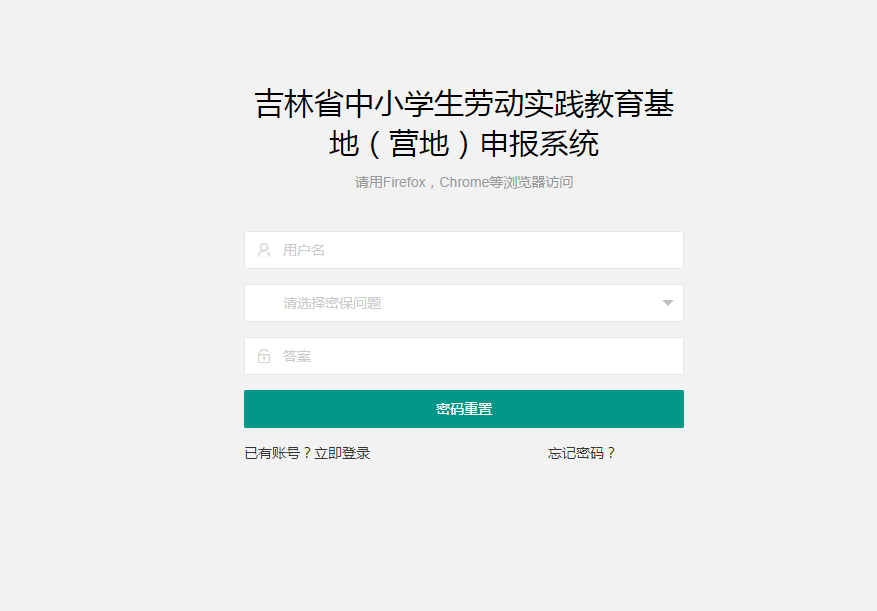 吉林省中小学生劳动实践教育基
地（营地）申报系统
请用Firefox，Chrome等浏览器访问
用户名
请选择密保问题
答案
密码重置
已有账号？立即登录 忘记密码？